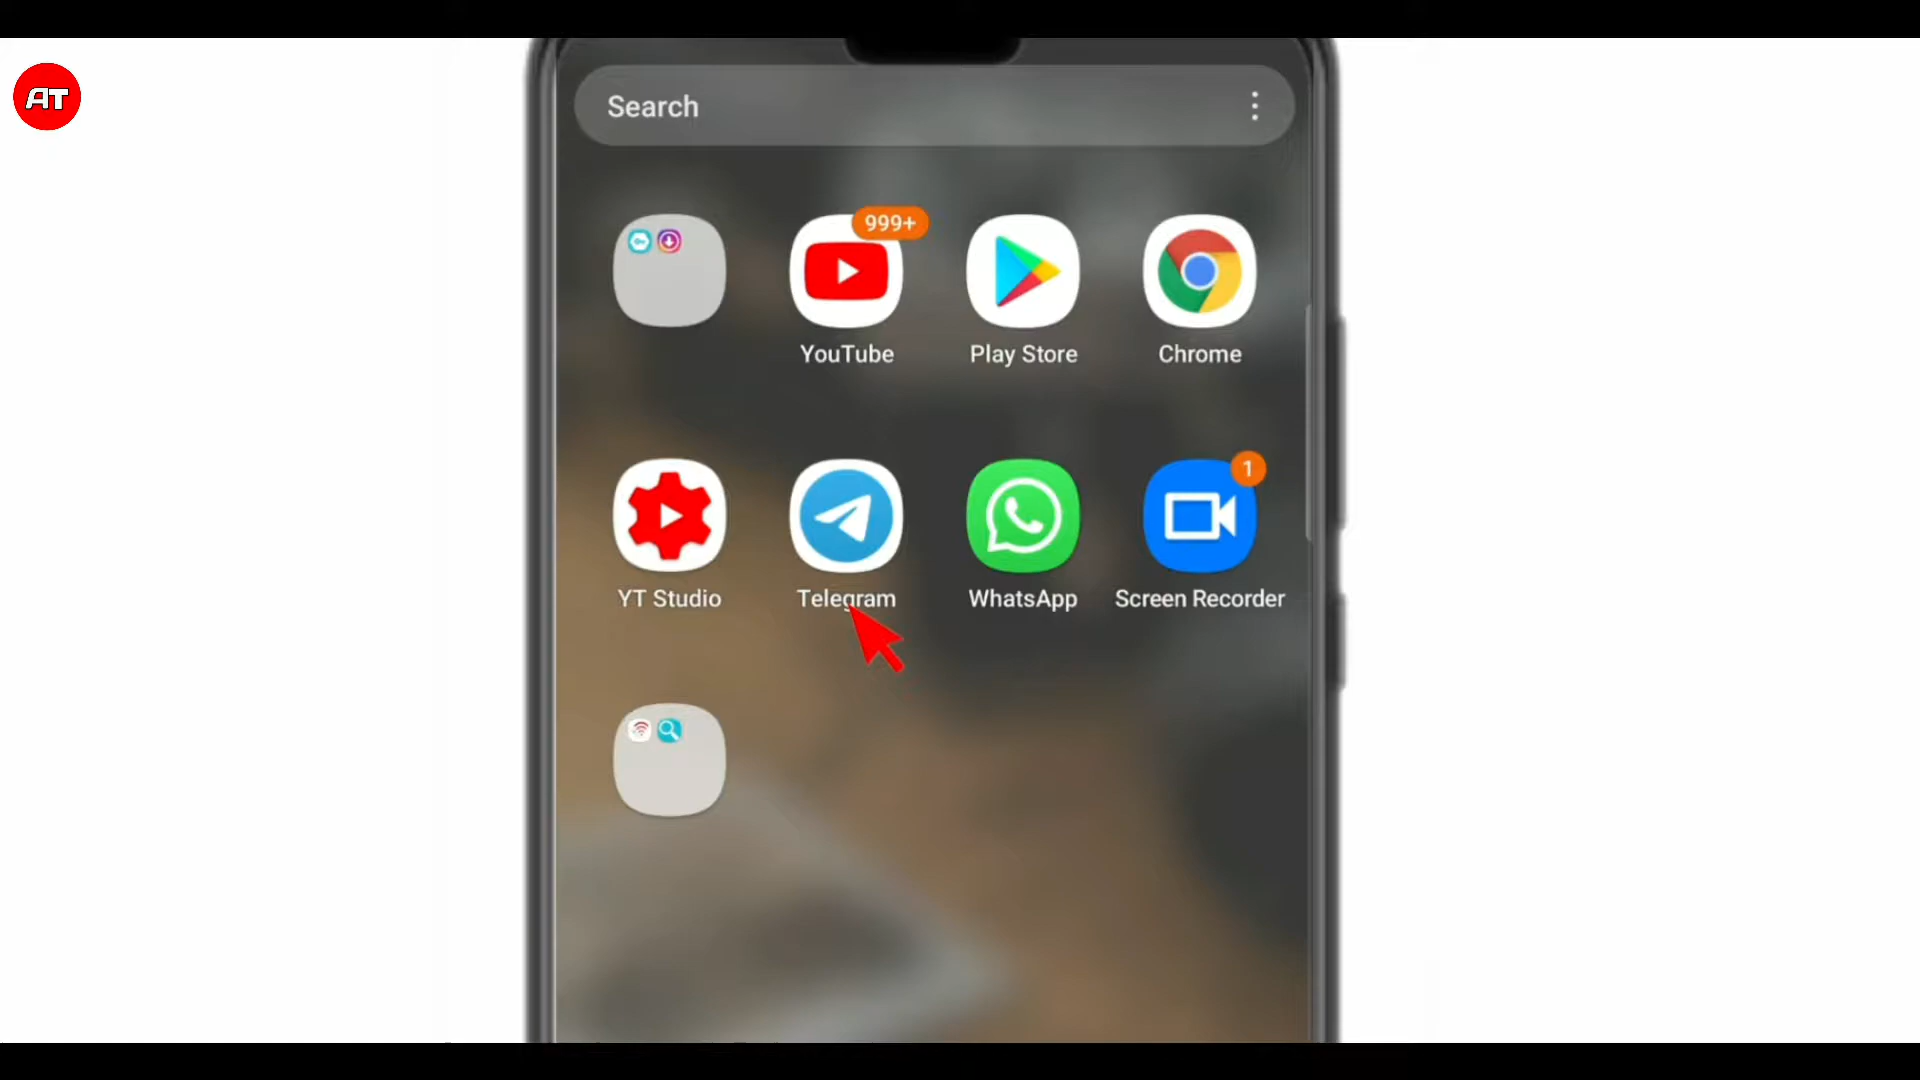 AT
Search
999+
YouTube
Play Store
Chrome
1
YT Studio
Telegram
WhatsApp
Screen Recorder